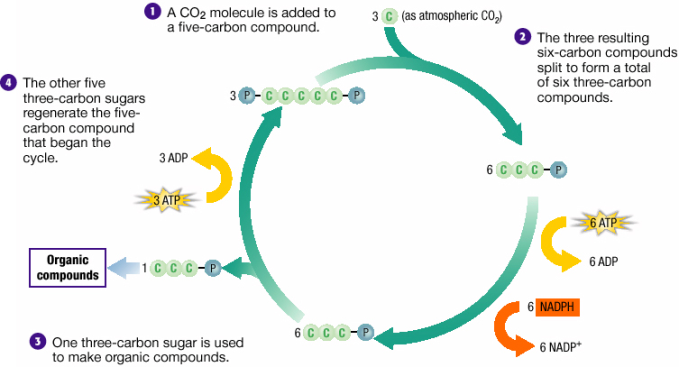 1 A CO₂ molecule is added to
a five-carbon compound.
3 C (as atmospheric CO₂)
2 The three resulting
six-carbon compounds
split to form a total
of six three-carbon
compounds.
4 The other five
three-carbon sugars
regenerate the five-
carbon compound
that began the
cycle.
3 P C C C C C P
6 C C C P
3 ADP
3 ATP
6 ATP
6 ADP
Organic
compounds
1 C C C P
6 NADPH
6 NADP⁺
6 C C C P
3 One three-carbon sugar is used
to make organic compounds.